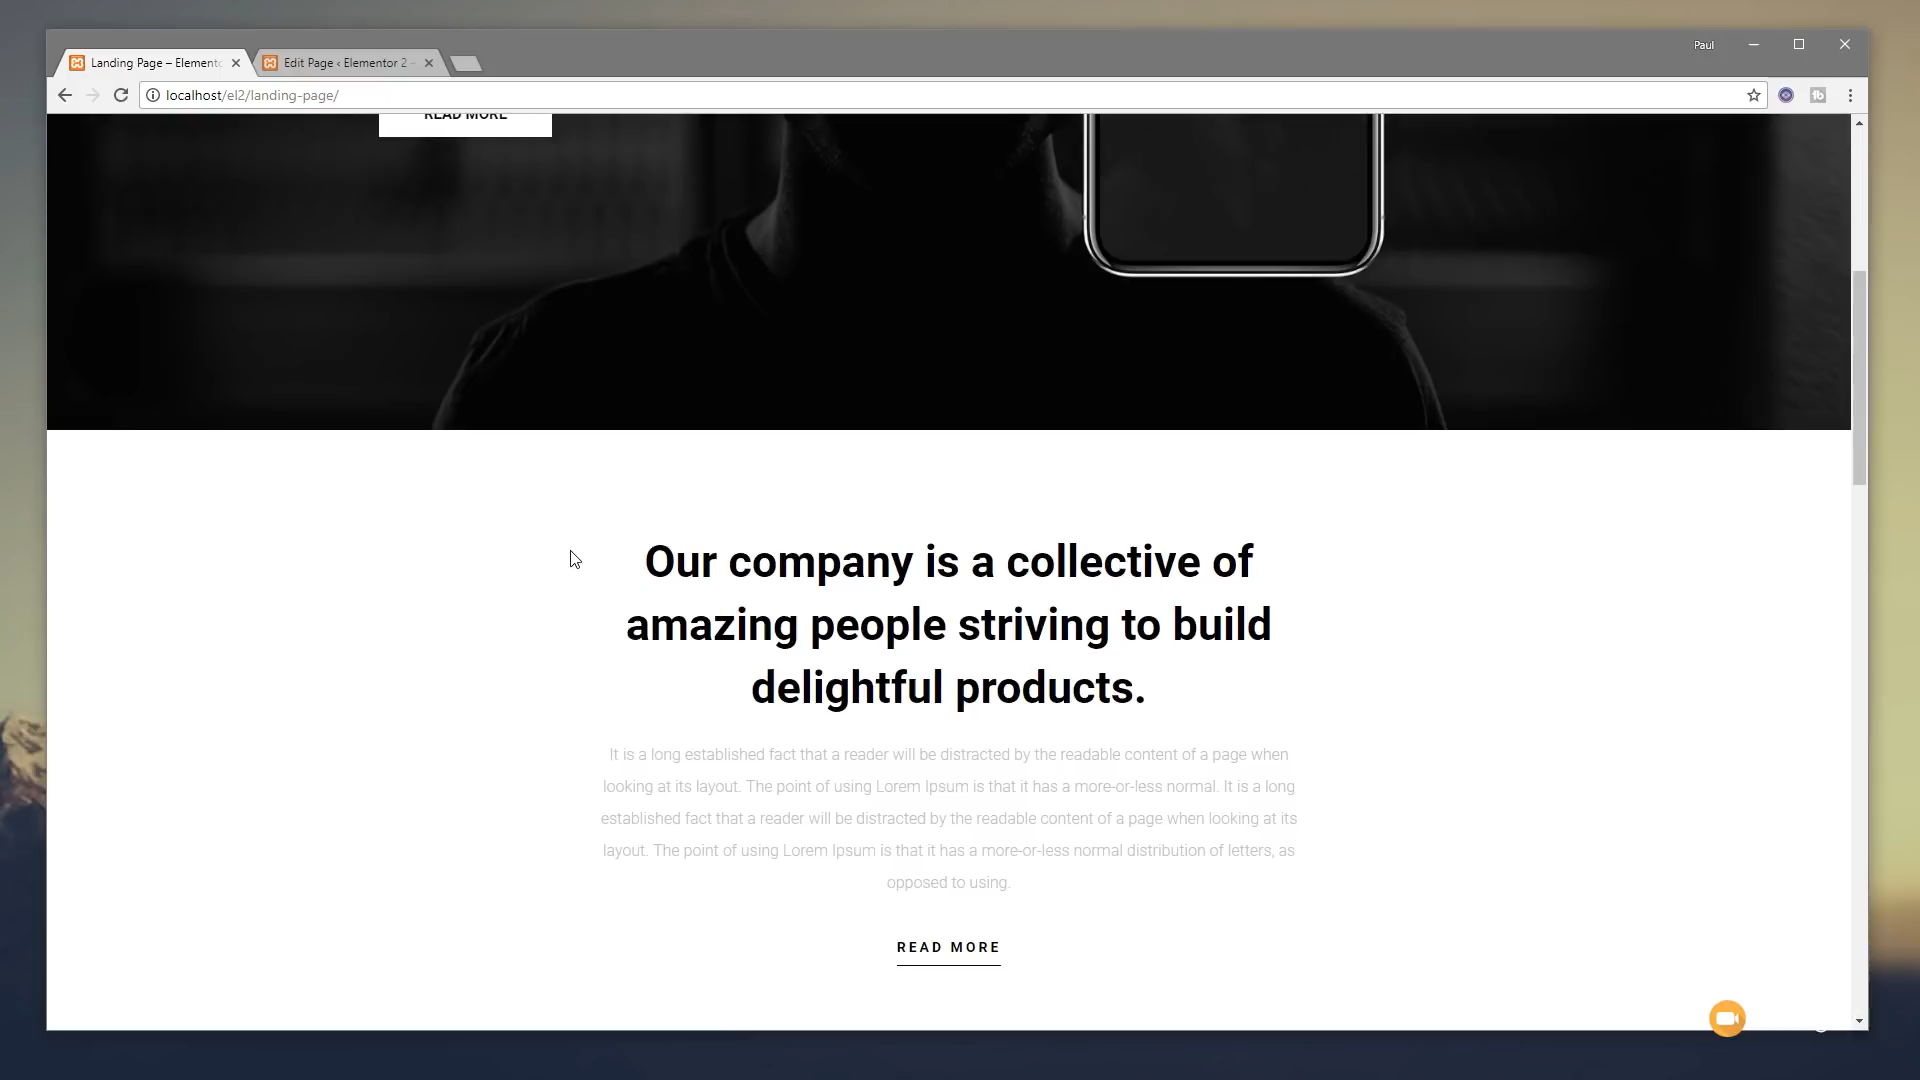 Paul
Landing Page – Element
Edit Page ‹ Elementor 2 –
localhost/el2/landing-page/
READ MORE
Our company is a collective of
amazing people striving to build
delightful products.
It is a long established fact that a reader will be distracted by the readable content of a page when
looking at its layout. The point of using Lorem Ipsum is that it has a more-or-less normal. It is a long
established fact that a reader will be distracted by the readable content of a page when looking at its
layout. The point of using Lorem Ipsum is that it has a more-or-less normal distribution of letters, as
opposed to using.
READ MORE